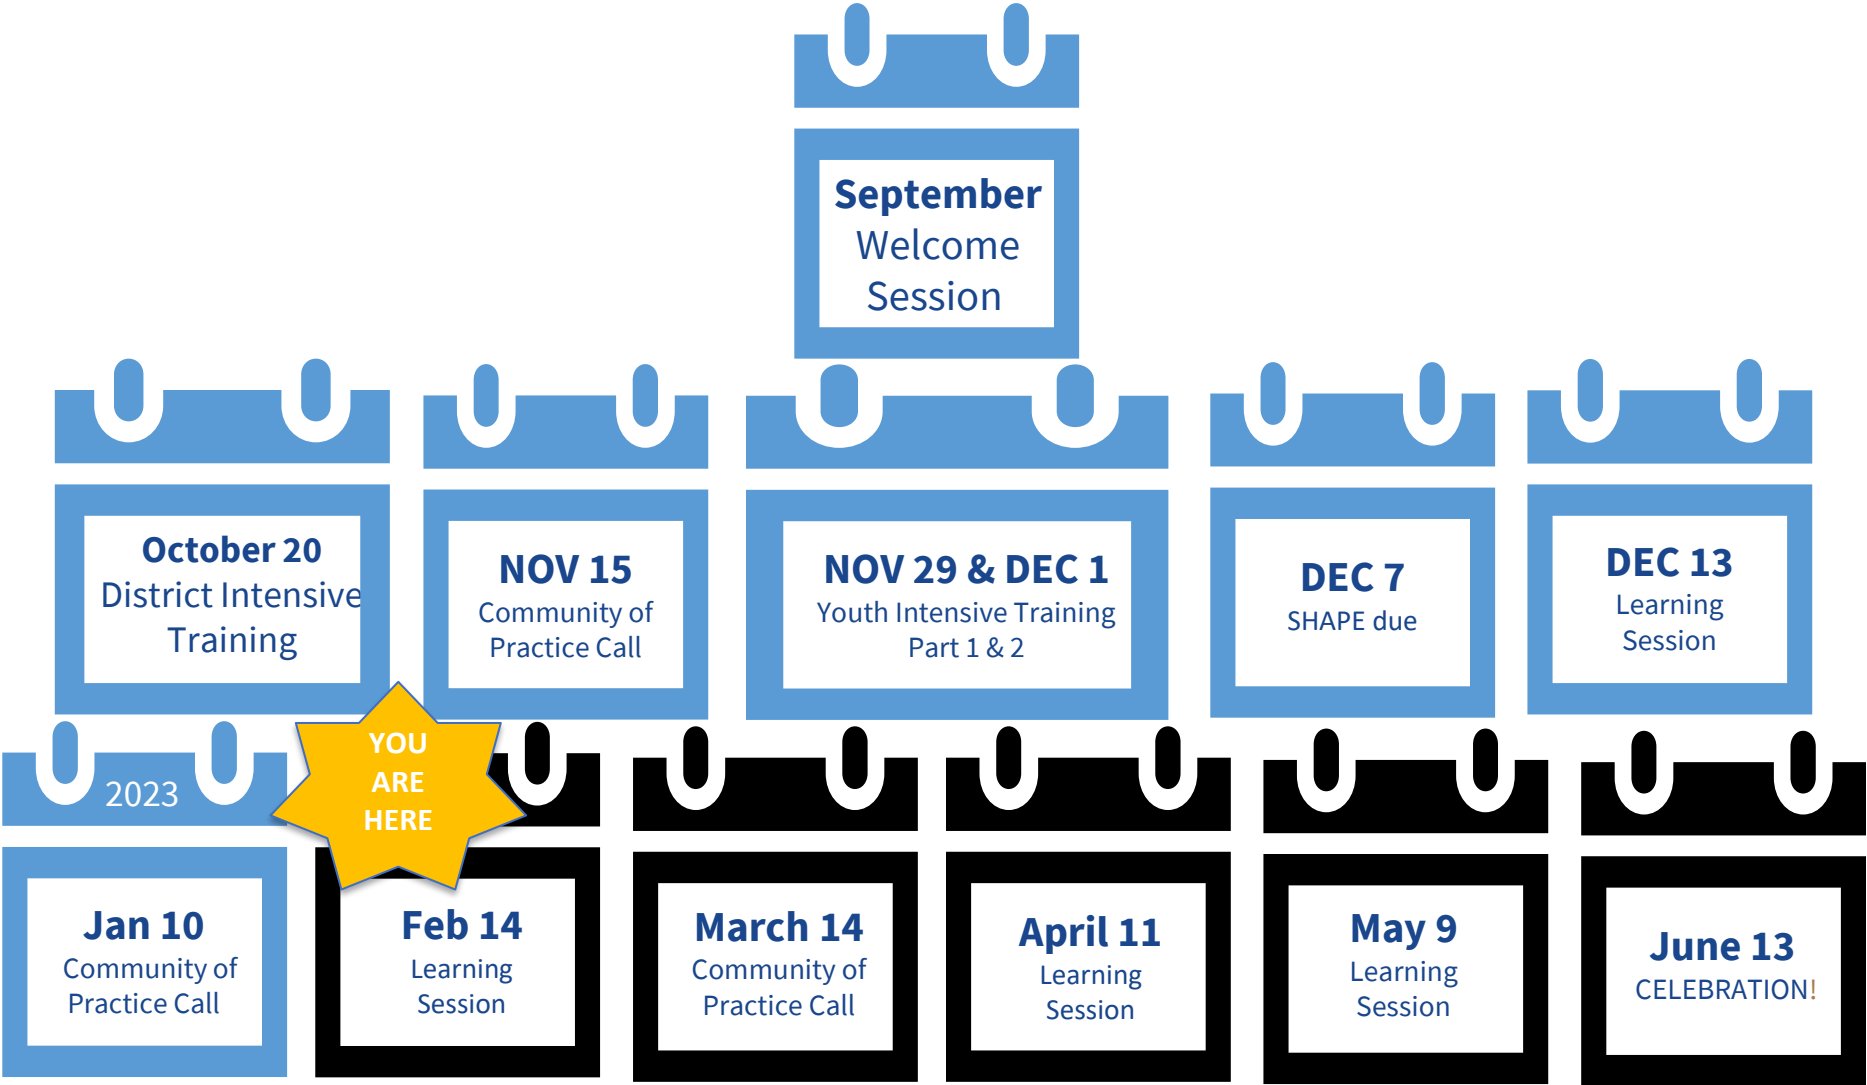 September
Welcome
Session
October 20
District Intensive
Training
NOV 15
Community of
Practice Call
NOV 29 & DEC 1
Youth Intensive Training
Part 1 & 2
DEC 7
SHAPE due
DEC 13
Learning
Session
2023
Jan 10
Community of
Practice Call
YOU
ARE
HERE
Feb 14
Learning
Session
March 14
Community of
Practice Call
April 11
Learning
Session
May 9
Learning
Session
June 13
CELEBRATION!